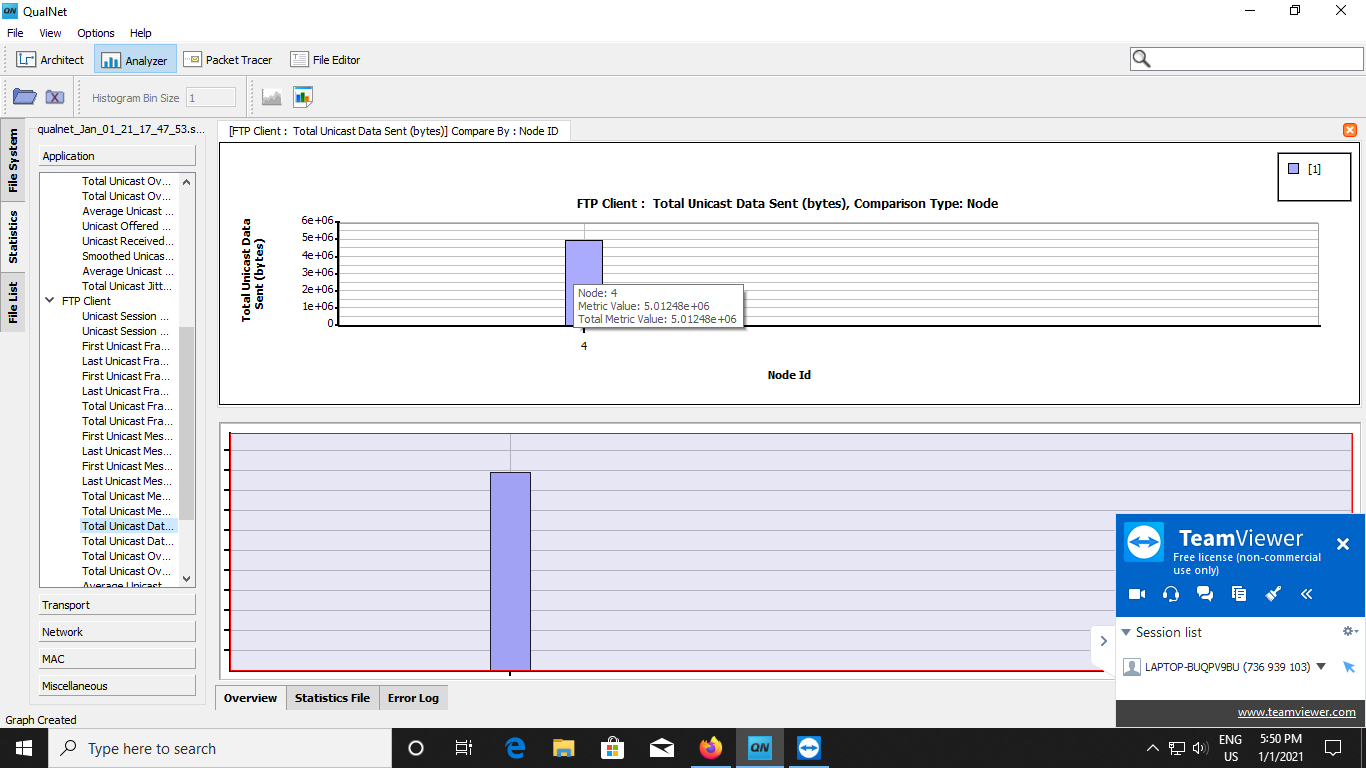 QualNet
File View Options Help
Architect Analyzer Packet Tracer File Editor
Histogram Bin Size 1
File System
Statistics
File List
qualnet_Jan_01_21_17_47_53.s...
Application
Total Unicast Ov...
Total Unicast Ov...
Average Unicast ...
Unicast Offered ...
Unicast Received...
Smoothed Unicas...
Average Unicast ...
Total Unicast Jitt...
FTP Client
Unicast Session ...
Unicast Session ...
First Unicast Fra...
Last Unicast Fra...
First Unicast Fra...
Last Unicast Fra...
Total Unicast Fra...
Total Unicast Fra...
First Unicast Mes...
Last Unicast Mes...
First Unicast Mes...
Last Unicast Mes...
Total Unicast Me...
Total Unicast Me...
Total Unicast Dat...
Total Unicast Dat...
Total Unicast Ov...
Total Unicast Ov...
Average Unicast
Transport
Network
MAC
Miscellaneous
Graph Created
[FTP Client : Total Unicast Data Sent (bytes)] Compare By : Node ID
[1]
FTP Client : Total Unicast Data Sent (bytes), Comparison Type: Node
Total Unicast Data
Sent (bytes)
6e+06
5e+06
4e+06
3e+06
2e+06
1e+06
0
Node: 4
Metric Value: 5.01248e+06
Total Metric Value: 5.01248e+06
4
Node Id
Overview Statistics File Error Log
TeamViewer
Free license (non-commercial
use only)
Session list
LAPTOP-BUQPV9BU (736 939 103)
www.teamviewer.com
Type here to search
QN
ENG
US
5:50 PM
1/1/2021